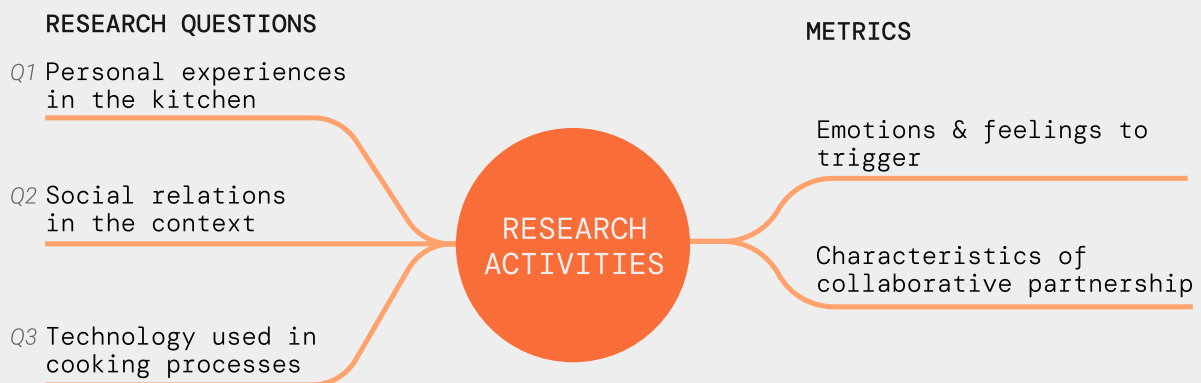 RESEARCH QUESTIONS
Q1 Personal experiences
in the kitchen
Q2 Social relations
in the context
Q3 Technology used in
cooking processes
RESEARCH
ACTIVITIES
METRICS
Emotions & feelings to
trigger
Characteristics of
collaborative partnership